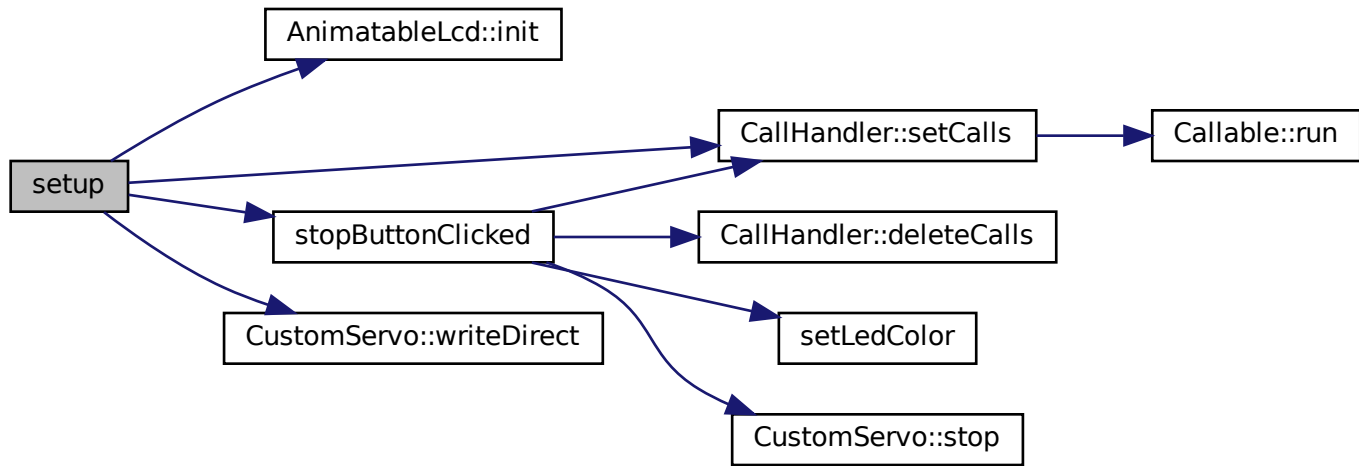 setup
AnimatableLcd::init
CallHandler::setCalls
Callable::run
stopButtonClicked
CallHandler::deleteCalls
CustomServo::writeDirect
setLedColor
CustomServo::stop